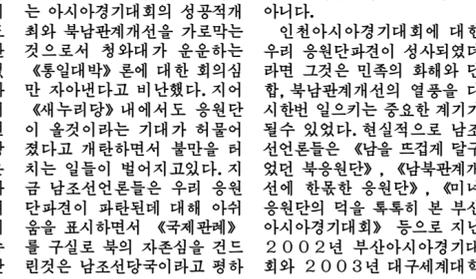 는 아시아경기대회의 성공적개
최와 북남관계개선을 가로막는
것으로서 청와대가 운운하는
《통일대박》론에 대한 회의심
만 자아낸다고 비난했다. 지어
《새누리당》내에서도 응원단
이 올것이라는 기대가 허물어
졌다고 개탄하면서 불만을 터
치는 일들이 벌어지고있다. 지
금 남조선언론들은 우리 응원
단파견이 파탄된데 대해 아쉬
움을 표시하면서 《국제관례》
를 구실로 북의 자존심을 건드
린것은 남조선당국이라고 평하
아니다.
인천아시아경기대회에 대한
우리 응원단파견이 성사되였다
라면 그것은 민족의 화해와 단
합, 북남관계개선의 열풍을 다
시한번 일으키는 중요한 계기가
될수 있었다. 현실적으로 남조
선언론들은 《남을 뜨겁게 달구
었던 북응원단》, 《남북관계개
선에 한몫한 응원단》, 《미녀
응원단의 덕을 톡톡히 본 부산
아시아경기대회》 등으로 지난
2002년 부산아시아경기대
회와 2003년 대구세계대학